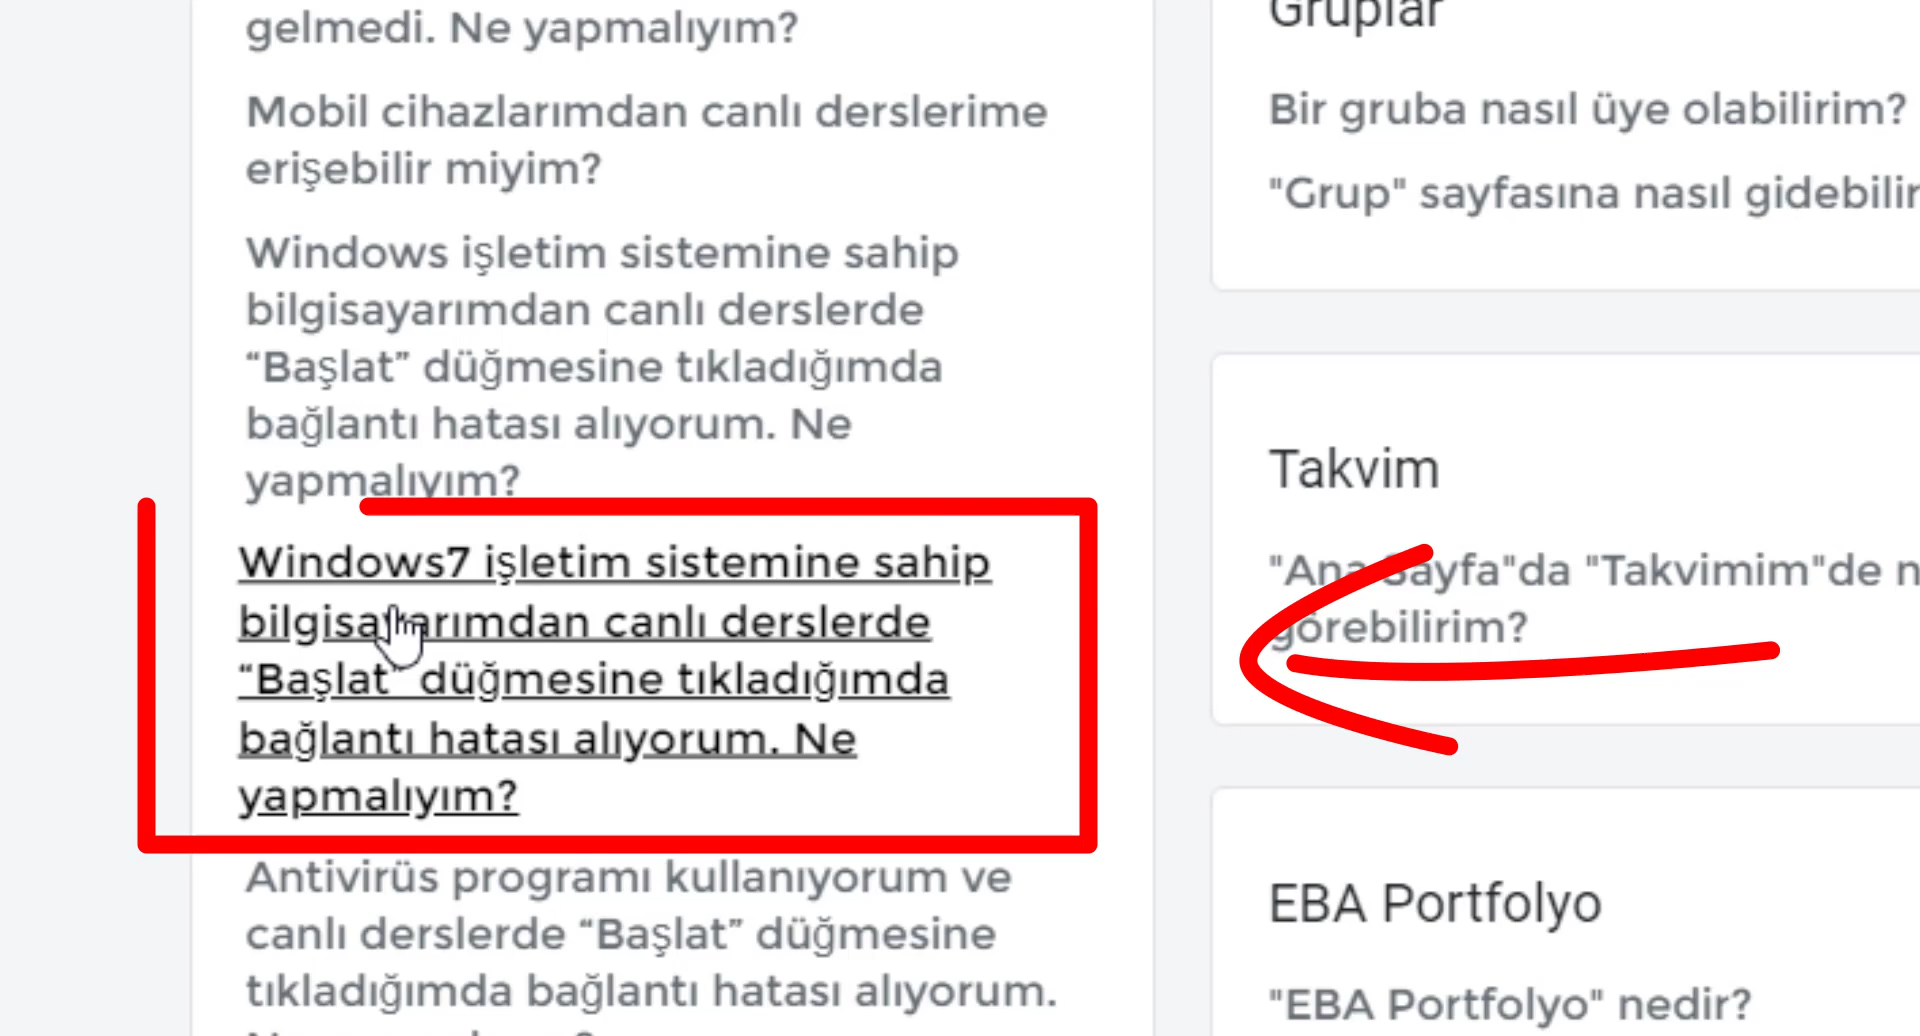 gelmedi. Ne yapmalıyım?
Mobil cihazlarımdan canlı derslerime
erişebilir miyim?
Windows işletim sistemine sahip
bilgisayarımdan canlı derslerde
“Başlat” düğmesine tıkladığımda
bağlantı hatası alıyorum. Ne
yapmalıyım?
Windows7 işletim sistemine sahip
bilgisayarımdan canlı derslerde
“Başlat” düğmesine tıkladığımda
bağlantı hatası alıyorum. Ne
yapmalıyım?
Antivirüs programı kullanıyorum ve
canlı derslerde “Başlat” düğmesine
tıkladığımda bağlantı hatası alıyorum.
Gruplar
Bir gruba nasıl üye olabilirim?
"Grup" sayfasına nasıl
Takvim
"Ana Sayfa"da "Takvimim"de
görebilirim?
EBA Portfolyo
"EBA Portfolyo" nedir?